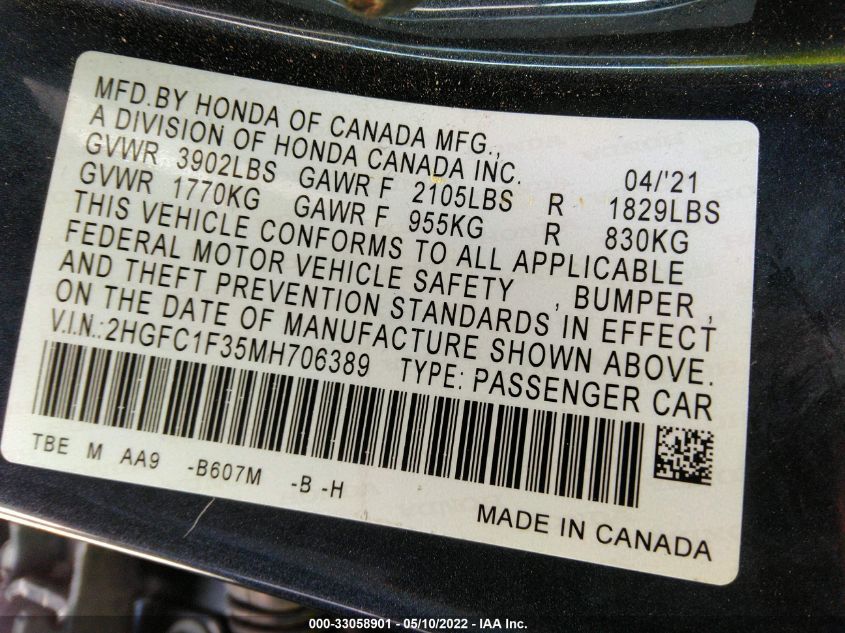 MFD.BY HONDA OF CANADA MFG.,
A DIVISION OF HONDA CANADA INC. 04/'21
GVWR 3902LBS GAWR F 2105LBS R 1829LBS
GVWR 1770KG GAWR F 955KG R 830KG
THIS VEHICLE CONFORMS TO ALL APPLICABLE
FEDERAL MOTOR VEHICLE SAFETY , BUMPER ,
AND THEFT PREVENTION STANDARDS IN EFFECT
ON THE DATE OF MANUFACTURE SHOWN ABOVE.
V.I.N.:2HGFC1F35MH706389 TYPE: PASSENGER CAR
TBE M AA9 -B607M -B -H
MADE IN CANADA
000-33058901 - 05/10/2022 - IAA Inc.